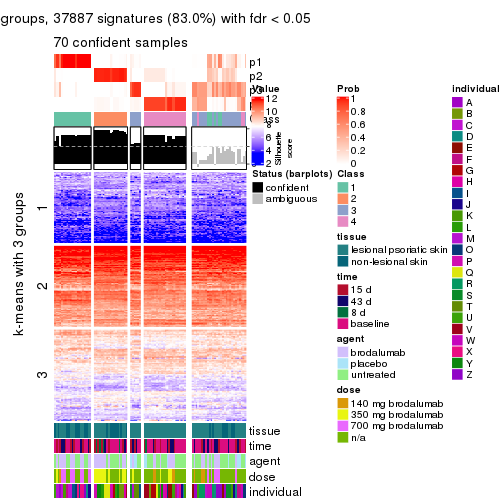 groups, 37887 signatures (83.0%) with fdr < 0.05
70 confident samples
p1
p2
p3
Value
12
10
8
6
4
2
Silhouette
score
k-means with 3 groups
1
2
3
Status (barplots)
confident
ambiguous
Prob
1
0.8
0.6
0.4
0.2
0
Class
1
2
3
4
tissue
lesional psoriatic skin
non-lesional skin
time
15 d
43 d
8 d
baseline
agent
brodalumab
placebo
untreated
dose
140 mg brodalumab
350 mg brodalumab
700 mg brodalumab
n/a
individual
A
B
C
D
E
F
G
H
I
J
K
L
M
O
P
Q
R
S
T
U
V
W
X
Y
Z
tissue
time
agent
dose
individual